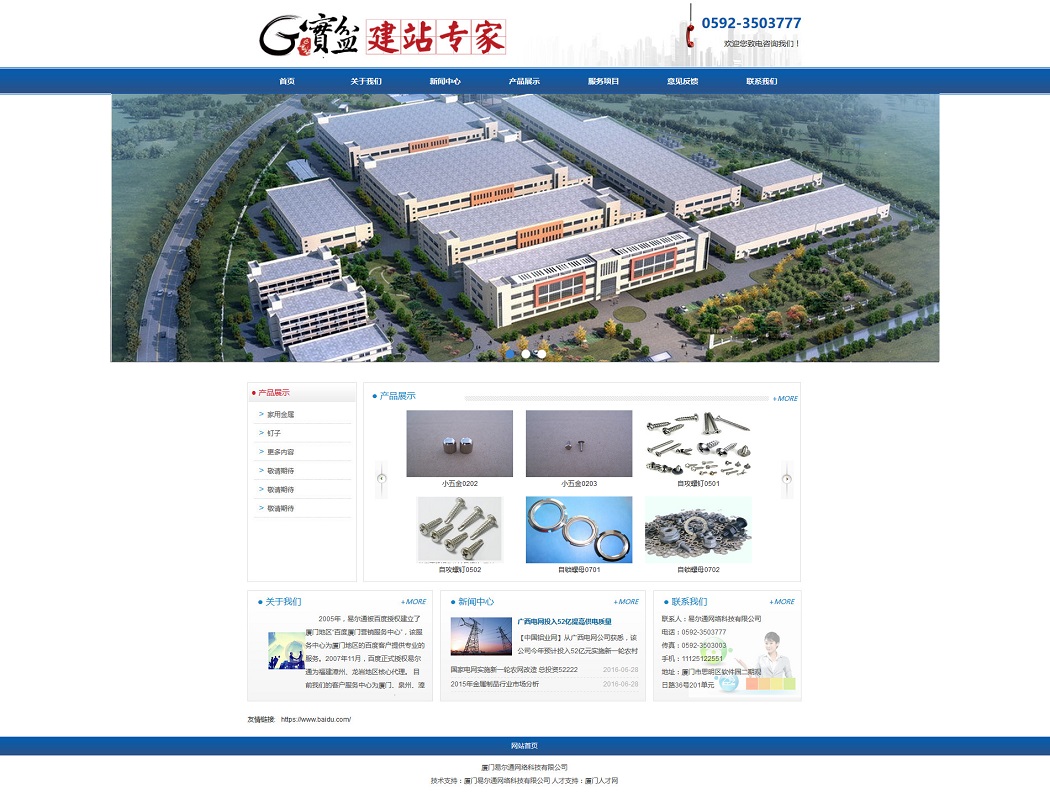 寶盆 建站专家
0592-3503777
欢迎您致电咨询我们！
首页 关于我们 新闻中心 产品展示 服务项目 意见反馈 联系我们
产品展示
> 家用金属
> 钉子
> 更多内容
> 敬请期待
> 敬请期待
> 敬请期待
产品展示 +MORE
小五金0202 小五金0203 自攻螺钉0501
自攻螺钉0502 自锁螺母0701 自锁螺母0702
关于我们 +MORE
2005年，易尔通被百度授权建立了
厦门地区“百度厦门营销服务中心”，该服
务中心为厦门地区的百度客户提供专业的
服务。2007年11月，百度正式授权易尔
通为福建漳州、龙岩地区核心代理。 目
前我们的客户服务中心为厦门、泉州、漳
新闻中心 +MORE
广西电网投入52亿提高供电质量
【中国铝业网】从广西电网公司获悉，该
公司今年预计投入52亿元实施新一轮农村
国家电网实施新一轮农网改造 总投资52222 2016-06-28
2015年金属制品行业市场分析 2016-06-28
联系我们 +MORE
联系人：易尔通网络科技有限公司
电话：0592-3503777
传真：0592-3503003
手机：11125122551
地址：厦门市思明区软件园二期观
日路36号201单元
友情链接: https://www.baidu.com/
网站首页
厦门易尔通网络科技有限公司
技术支持：厦门易尔通网络科技有限公司 人才支持：厦门人才网